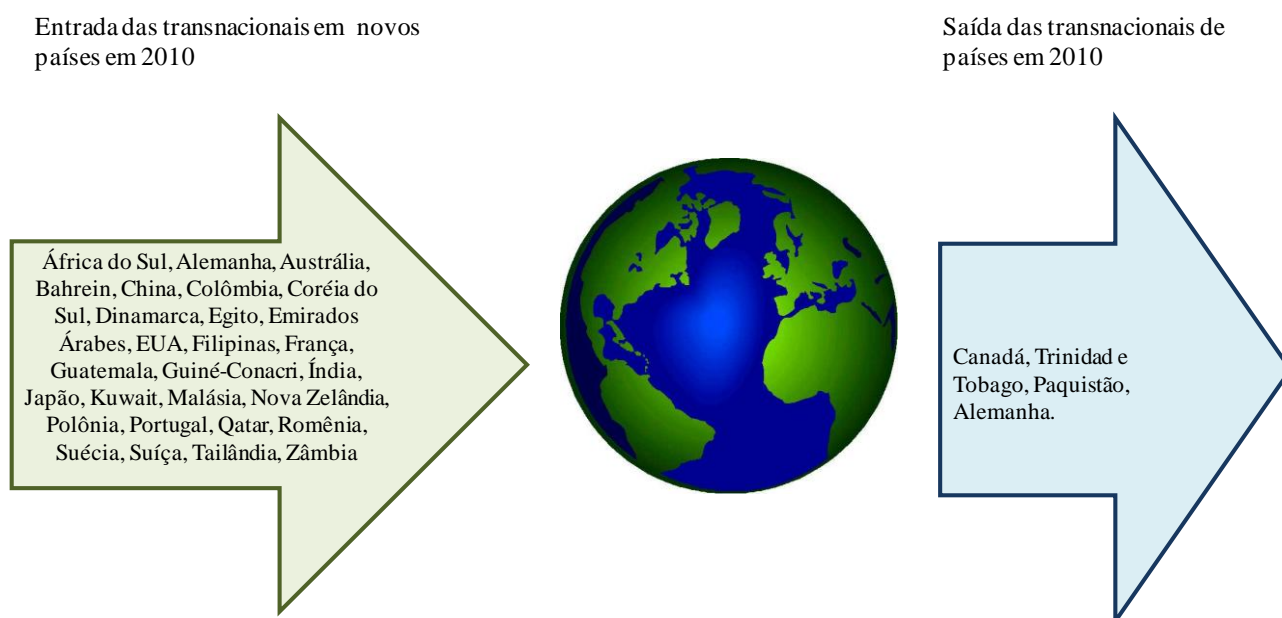 Entrada das transnacionais em novos
países em 2010
Saída das transnacionais de
países em 2010
África do Sul, Alemanha, Austrália,
Bahrein, China, Colômbia, Coréia do
Sul, Dinamarca, Egito, Emirados
Árabes, EUA, Filipinas, França,
Guatemala, Guiné-Conacri, Índia,
Japão, Kuwait, Malásia, Nova Zelândia,
Polônia, Portugal, Qatar, Romênia,
Suécia, Suíça, Tailândia, Zâmbia
Canadá, Trinidad e
Tobago, Paquistão,
Alemanha.